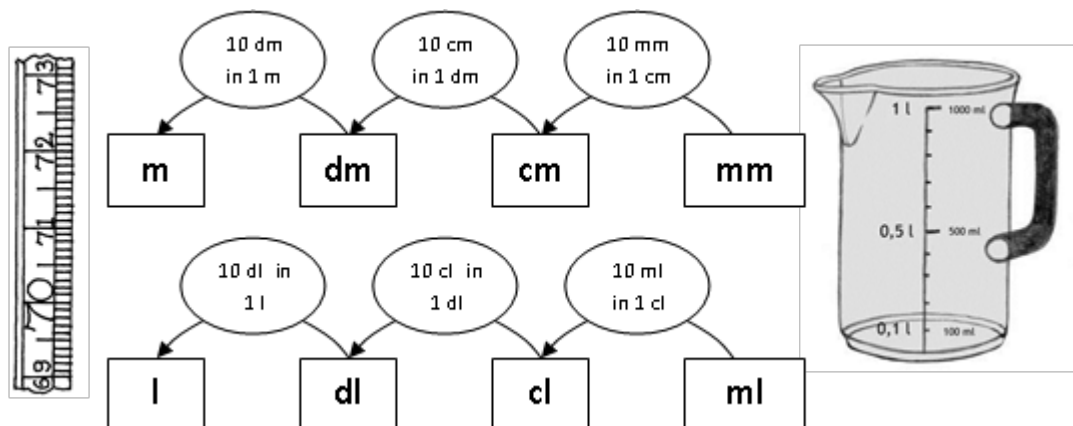 10 dm
in 1 m
10 cm
in 1 dm
10 mm
in 1 cm
m
dm
cm
mm
10 dl in
1 l
10 cl in
1 dl
10 ml
in 1 cl
l
dl
cl
ml
73
72
71
70
69
1 l 1000 ml
0,5 l 500 ml
0,1 l 100 ml